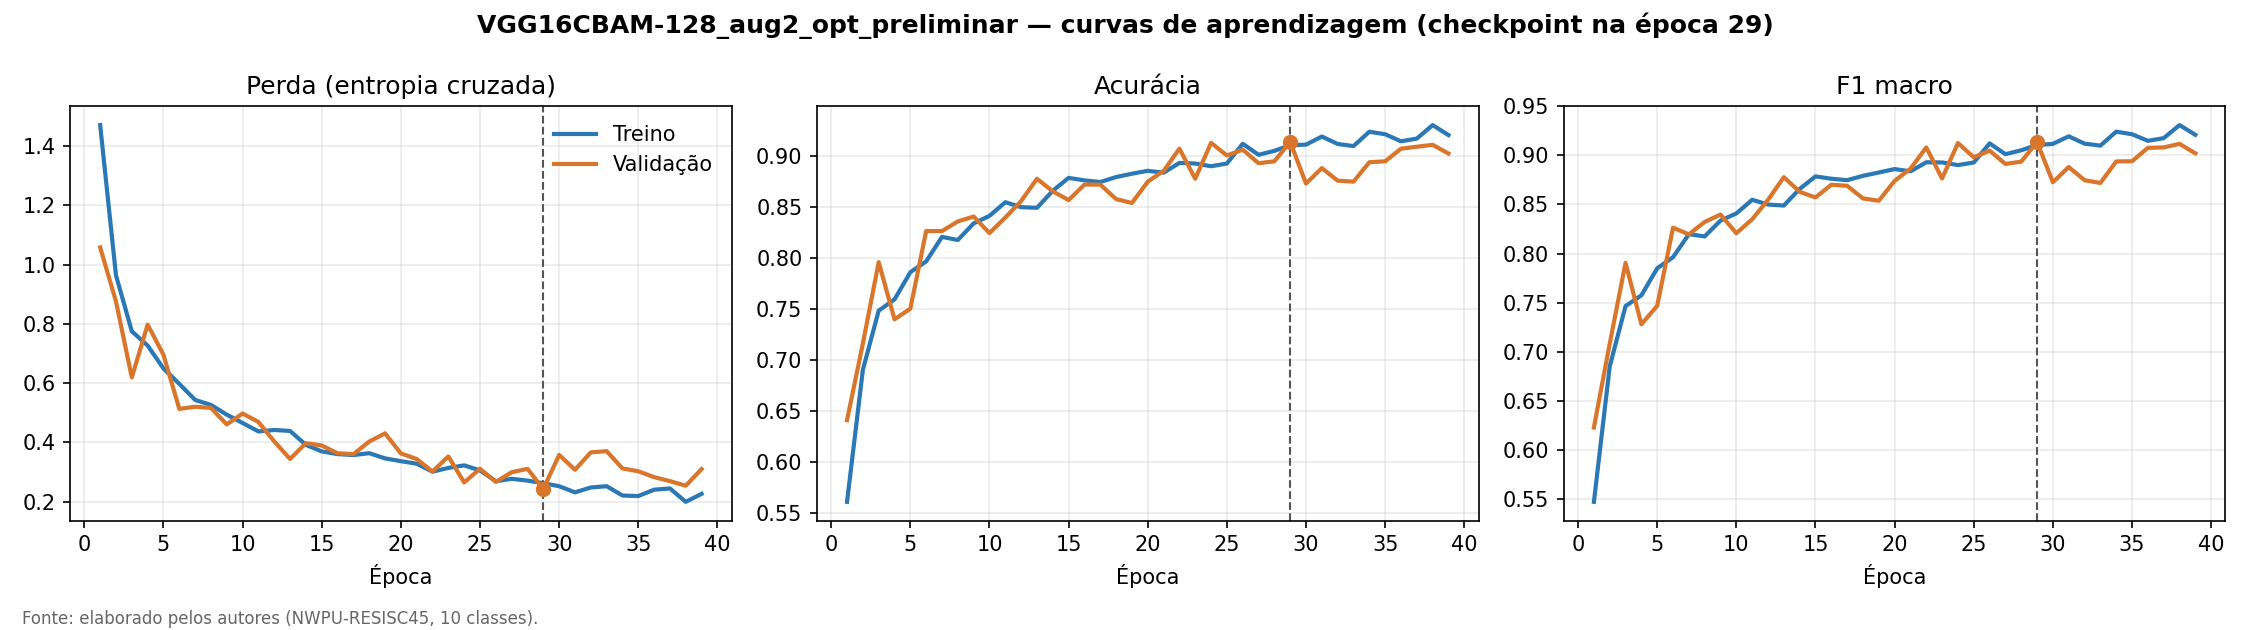 VGG16CBAM-128_aug2_opt_preliminar — curvas de aprendizagem (checkpoint na época 29)
Perda (entropia cruzada)
1.4
1.2
1.0
0.8
0.6
0.4
0.2
0 5 10 15 20 25 30 35 40
Época
Treino
Validação
Acurácia
0.90
0.85
0.80
0.75
0.70
0.65
0.60
0.55
0 5 10 15 20 25 30 35 40
Época
F1 macro
0.95
0.90
0.85
0.80
0.75
0.70
0.65
0.60
0.55
0 5 10 15 20 25 30 35 40
Época
Fonte: elaborado pelos autores (NWPU-RESISC45, 10 classes).